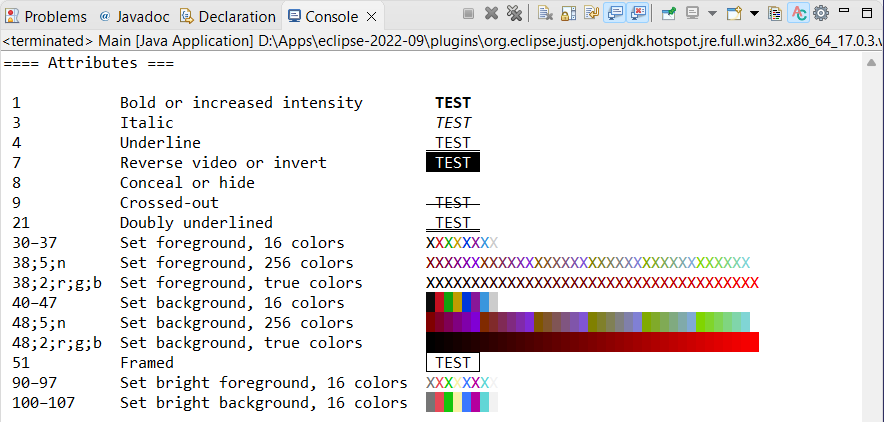 Problems @ Javadoc Declaration Console
<terminated> Main [Java Application] D:\Apps\eclipse-2022-09\plugins\org.eclipse.justj.openjdk.hotspot.jre.full.win32.x86_64_17.0.3.v
==== Attributes ===
1 Bold or increased intensity TEST
3 Italic TEST
4 Underline TEST
7 Reverse video or invert TEST
8 Conceal or hide
9 Crossed-out TEST
21 Doubly underlined TEST
30–37 Set foreground, 16 colors XXXXXXXX
38;5;n Set foreground, 256 colors XXXXXXXXXXXXXXXXXXXXXXXXXXXXXXXXXXXX
38;2;r;g;b Set foreground, true colors XXXXXXXXXXXXXXXXXXXXXXXXXXXXXXXXXXXXX
40–47 Set background, 16 colors
48;5;n Set background, 256 colors
48;2;r;g;b Set background, true colors
51 Framed TEST
90–97 Set bright foreground, 16 colors XXXXXXXX
100–107 Set bright background, 16 colors